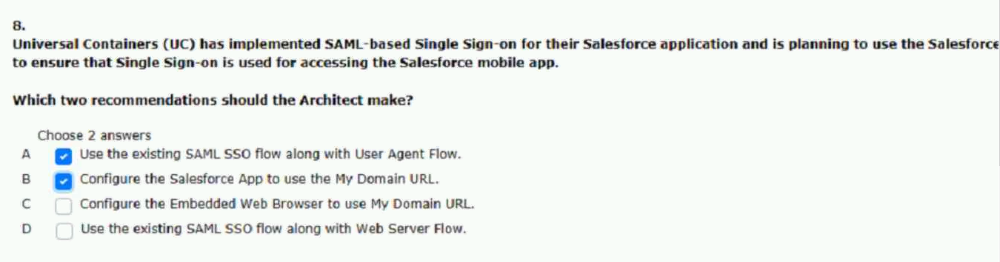 8.
Universal Containers (UC) has implemented SAML-based Single Sign-on for their Salesforce application and is planning to use the Salesforce
to ensure that Single Sign-on is used for accessing the Salesforce mobile app.
Which two recommendations should the Architect make?
Choose 2 answers
A Use the existing SAML SSO flow along with User Agent Flow.
B Configure the Salesforce App to use the My Domain URL.
C Configure the Embedded Web Browser to use My Domain URL.
D Use the existing SAML SSO flow along with Web Server Flow.